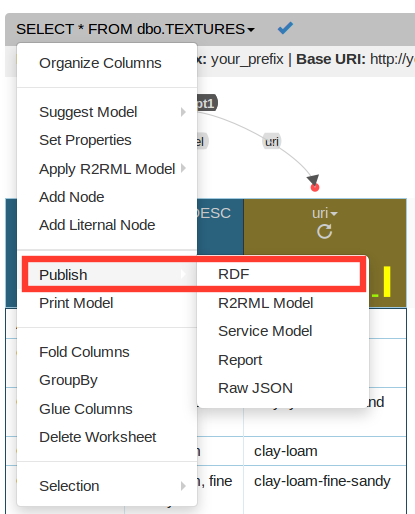 SELECT * FROM dbo.TEXTURES
x: your_prefix | Base URI: http://y
Organize Columns
pt1
Suggest Model
Set Properties
el
uri
Apply R2RML Model
Add Node
Add Liternal Node
DESC
uri
Publish
RDF
Print Model
R2RML Model
Service Model
Fold Columns
Report
GroupBy
Raw JSON
Glue Columns
nd
Delete Worksheet
clay-loam
Selection
, fine
clay-loam-fine-sandy